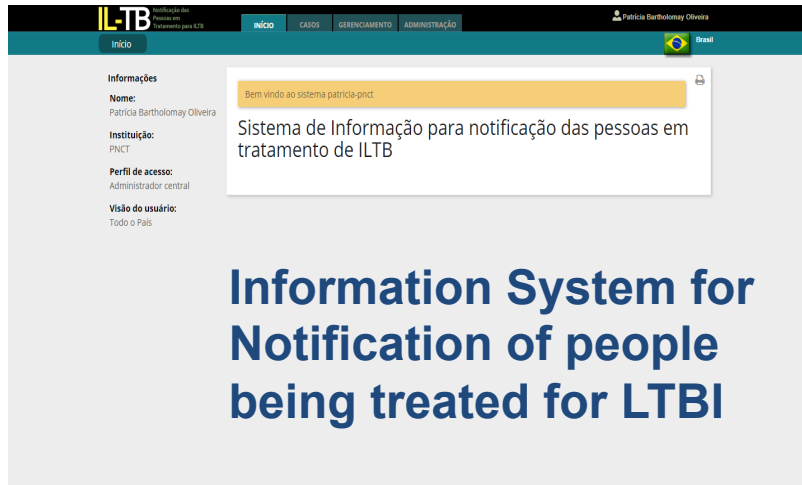 IL-TB
Notificação das
Pessoas em
Tratamento para ILTB
INÍCIO CASOS GERENCIAMENTO ADMINISTRAÇÃO
Patrícia Bartholomay Oliveira
Início
Brasil
Informações
Nome:
Patrícia Bartholomay Oliveira
Instituição:
PNCT
Perfil de acesso:
Administrador central
Visão do usuário:
Todo o País
Bem vindo ao sistema patricia-pnct
Sistema de Informação para notificação das pessoas em
tratamento de ILTB
Information System for
Notification of people
being treated for LTBI